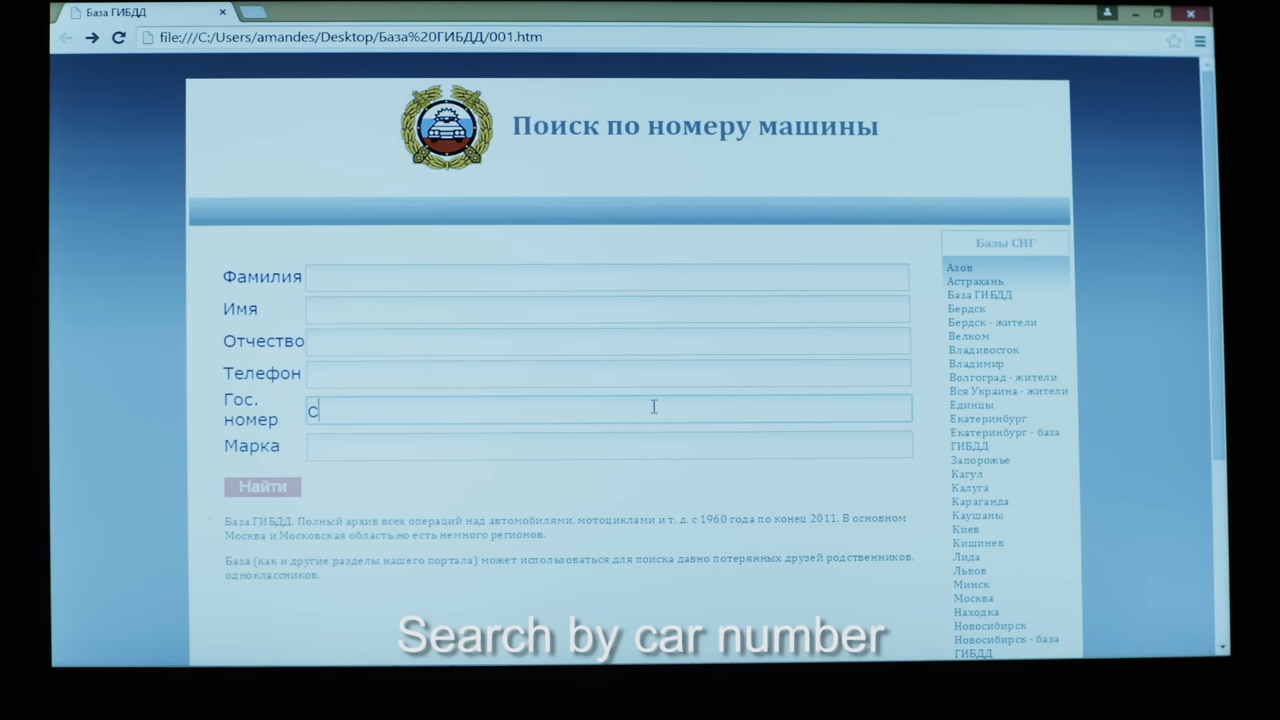 База ГИБДД
file:///C:/Users/amandes/Desktop/База%20ГИБДД/001.htm
Поиск по номеру машины
Базы СНГ
Фамилия
Имя
Отчество
Телефон
Гос.
номер
С
Марка
Найти
База ГИБДД. Полный архив всех операций над автомобилями, мотоциклами и т. д. с 1960 года по конец 2011. В основном
Москва и Московская область,но есть немного регионов.
База (как и другие разделы нашего портала) может использоваться для поиска давно потерянных друзей родственников,
одноклассников.
Азов
Астрахань
База ГИБДД
Бердск
Бердск - жители
Велком
Владивосток
Владимир
Волгоград - жители
Вся Украина - жители
Единцы
Екатеринбург
Екатеринбург - база
ГИБДД
Запорожье
Кагул
Калуга
Караганда
Каушаны
Киев
Кишинев
Лида
Львов
Минск
Москва
Находка
Новосибирск
Новосибирск - база
ГИБДД
Search by car number